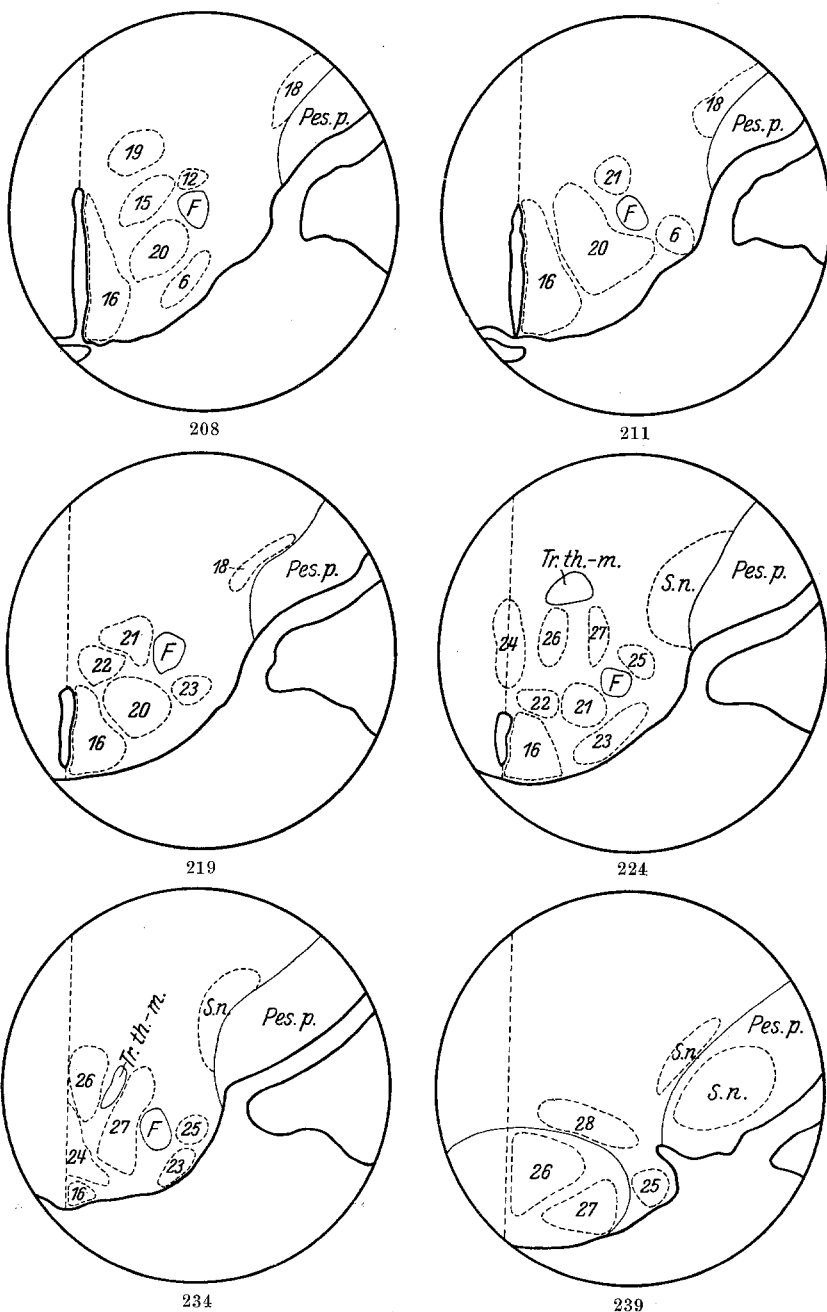 18
Pes. p.
19
12
15
F
20
16
6
208
18
Pes. p.
21
F
20
6
16
211
18
Pes. p.
21
F
22
23
20
16
219
Tr. th.-m.
S.n.
Pes. p.
24
26
27
25
F
22
21
16
23
224
S.n.
Pes. p.
Tr. th.-m.
26
27
F
25
24
23
16
234
Pes. p.
S.n.
S.n.
28
26
25
27
239